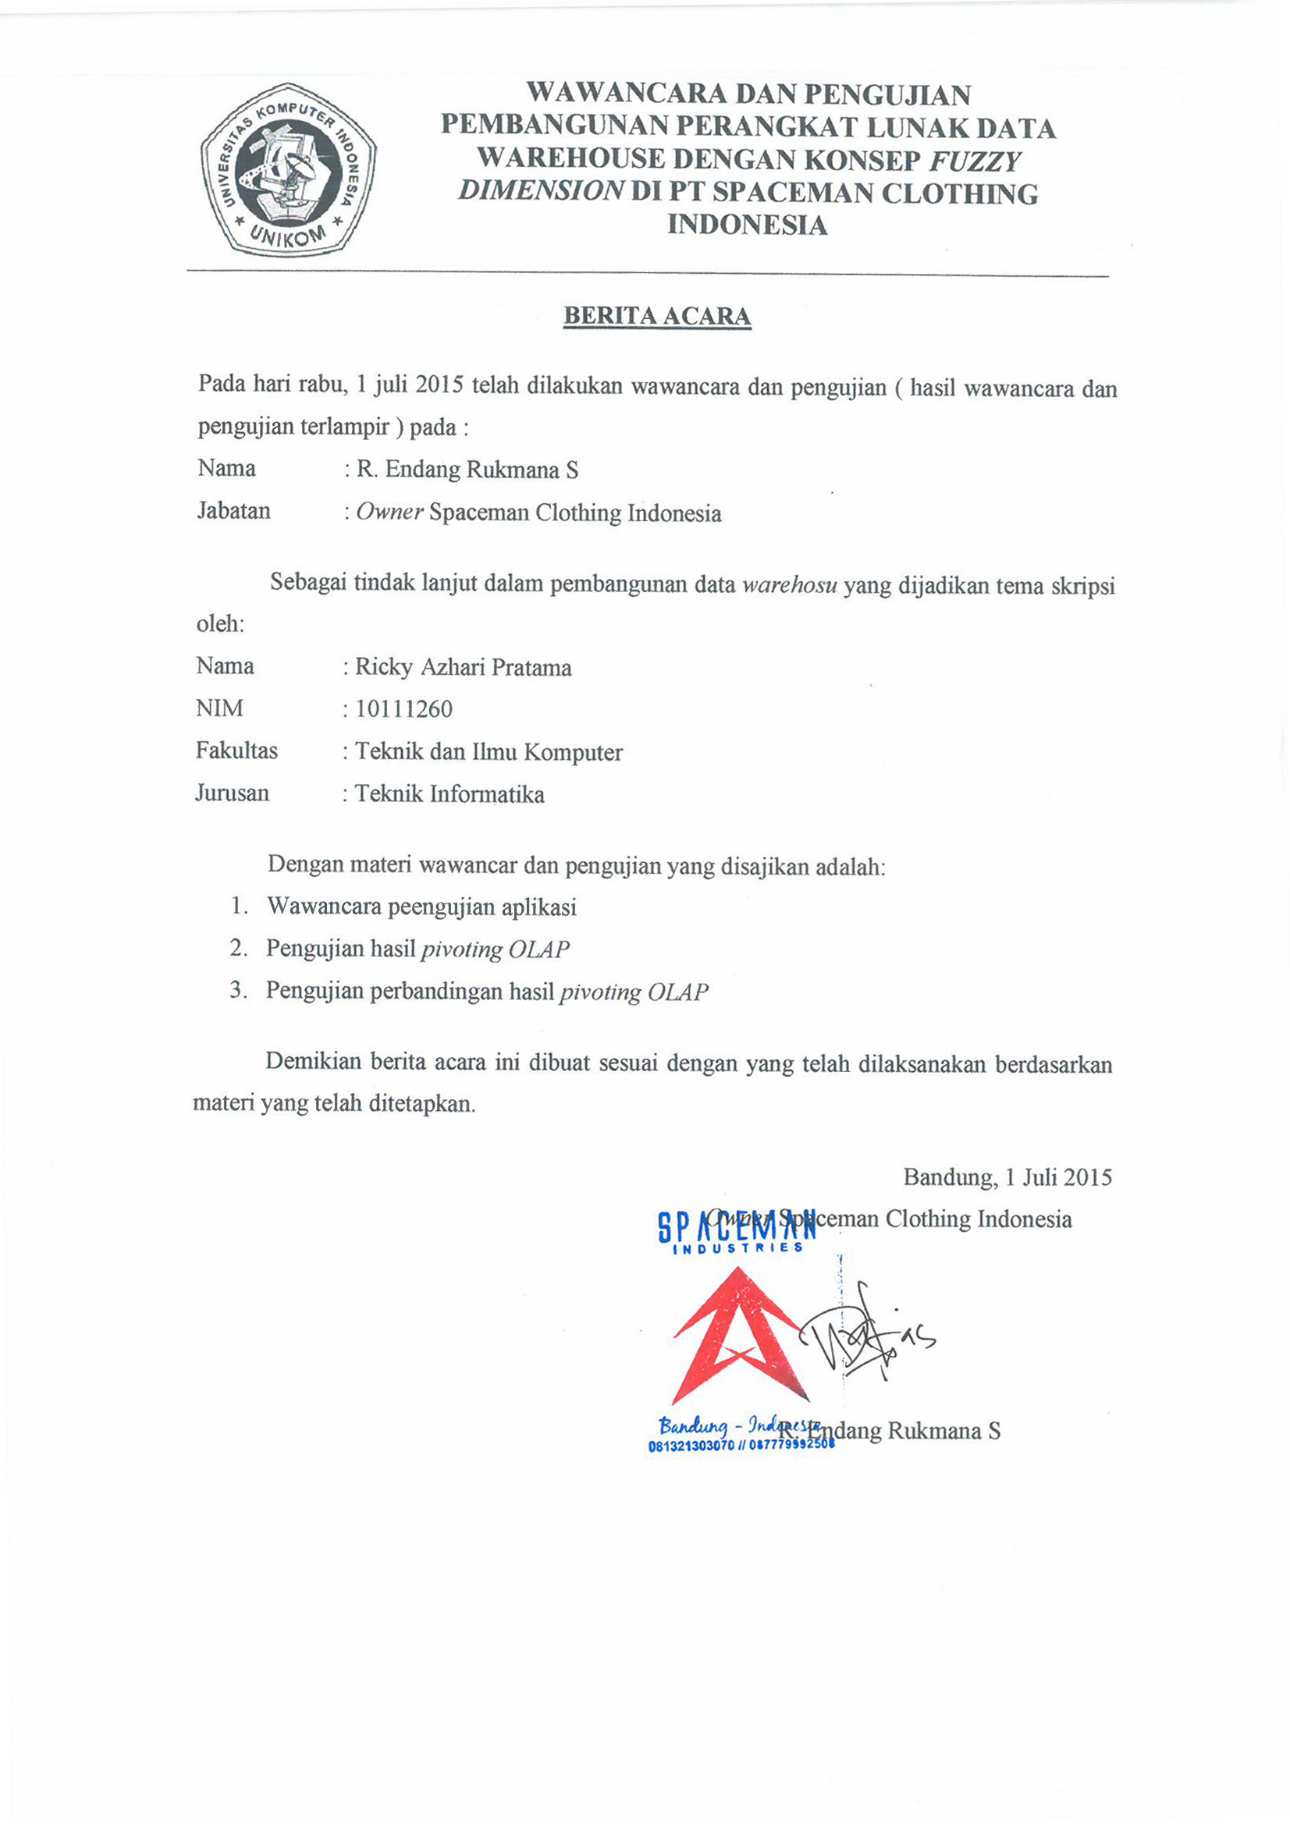 UNIVERSITAS KOMPUTER INDONESIA
UNIKOM
WAWANCARA DAN PENGUJIAN
PEMBANGUNAN PERANGKAT LUNAK DATA
WAREHOUSE DENGAN KONSEP FUZZY
DIMENSION DI PT SPACEMAN CLOTHING
INDONESIA
BERITA ACARA
Pada hari rabu, 1 juli 2015 telah dilakukan wawancara dan pengujian ( hasil wawancara dan
pengujian terlampir ) pada :
Nama : R. Endang Rukmana S
Jabatan : Owner Spaceman Clothing Indonesia
Sebagai tindak lanjut dalam pembangunan data warehosu yang dijadikan tema skripsi
oleh:
Nama : Ricky Azhari Pratama
NIM : 10111260
Fakultas : Teknik dan Ilmu Komputer
Jurusan : Teknik Informatika
Dengan materi wawancar dan pengujian yang disajikan adalah:
1. Wawancara peengujian aplikasi
2. Pengujian hasil pivoting OLAP
3. Pengujian perbandingan hasil pivoting OLAP
Demikian berita acara ini dibuat sesuai dengan yang telah dilaksanakan berdasarkan
materi yang telah ditetapkan.
Bandung, 1 Juli 2015
Owner Spaceman Clothing Indonesia
SPACEMAN
INDUSTRIES
Bandung - Indonesia
R. Endang Rukmana S
081321303070 // 087779992508